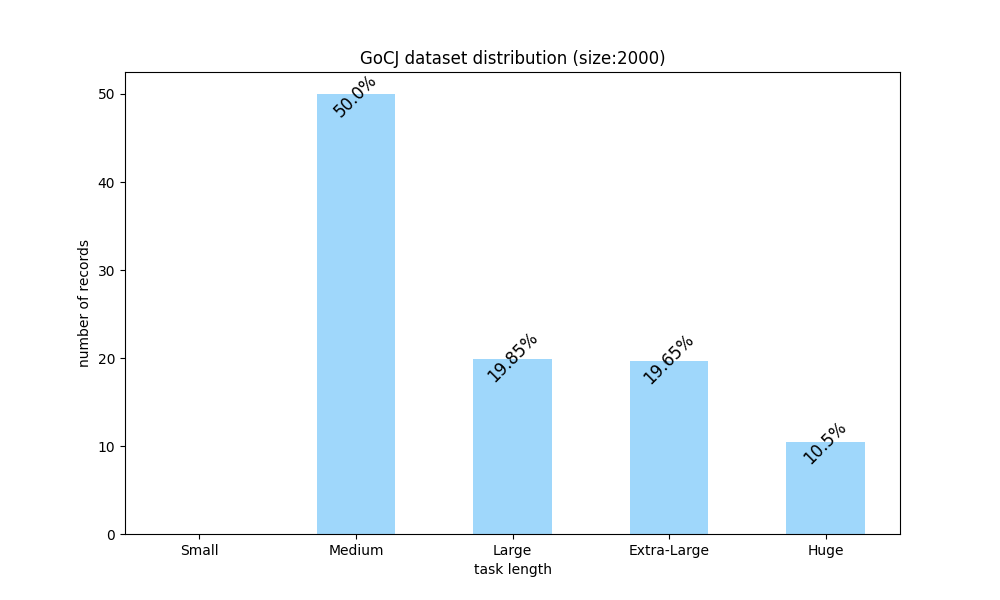 GoCJ dataset distribution (size:2000)
number of records
50
40
30
20
10
0
50.0%
19.85%
19.65%
10.5%
Small
Medium
Large
Extra-Large
Huge
task length